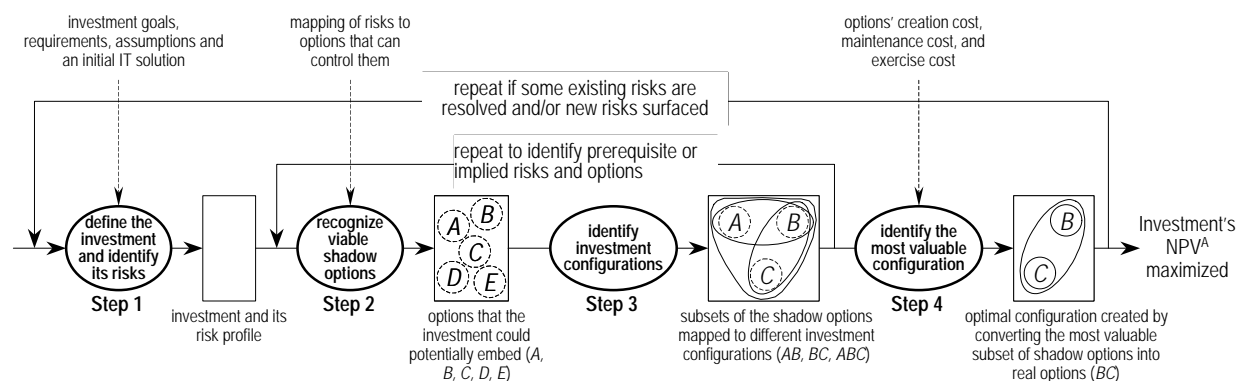 investment goals,
requirements, assumptions and
an initial IT solution
mapping of risks to
options that can
control them
options' creation cost,
maintenance cost, and
exercise cost
repeat if some existing risks are
resolved and/or new risks surfaced
repeat to identify prerequisite or
implied risks and options
define the
investment
and identify
its risks
Step 1
investment and its
risk profile
recognize
viable
shadow
options
Step 2
A
B
C
D
E
options that the
investment could
potentially embed (A,
B, C, D, E)
identify
investment
configurations
Step 3
A
B
C
subsets of the shadow options
mapped to different investment
configurations (AB, BC, ABC)
identify the
most valuable
configuration
Step 4
B
C
optimal configuration created by
converting the most valuable
subset of shadow options into
real options (BC)
Investment's
NPVᴬ
maximized